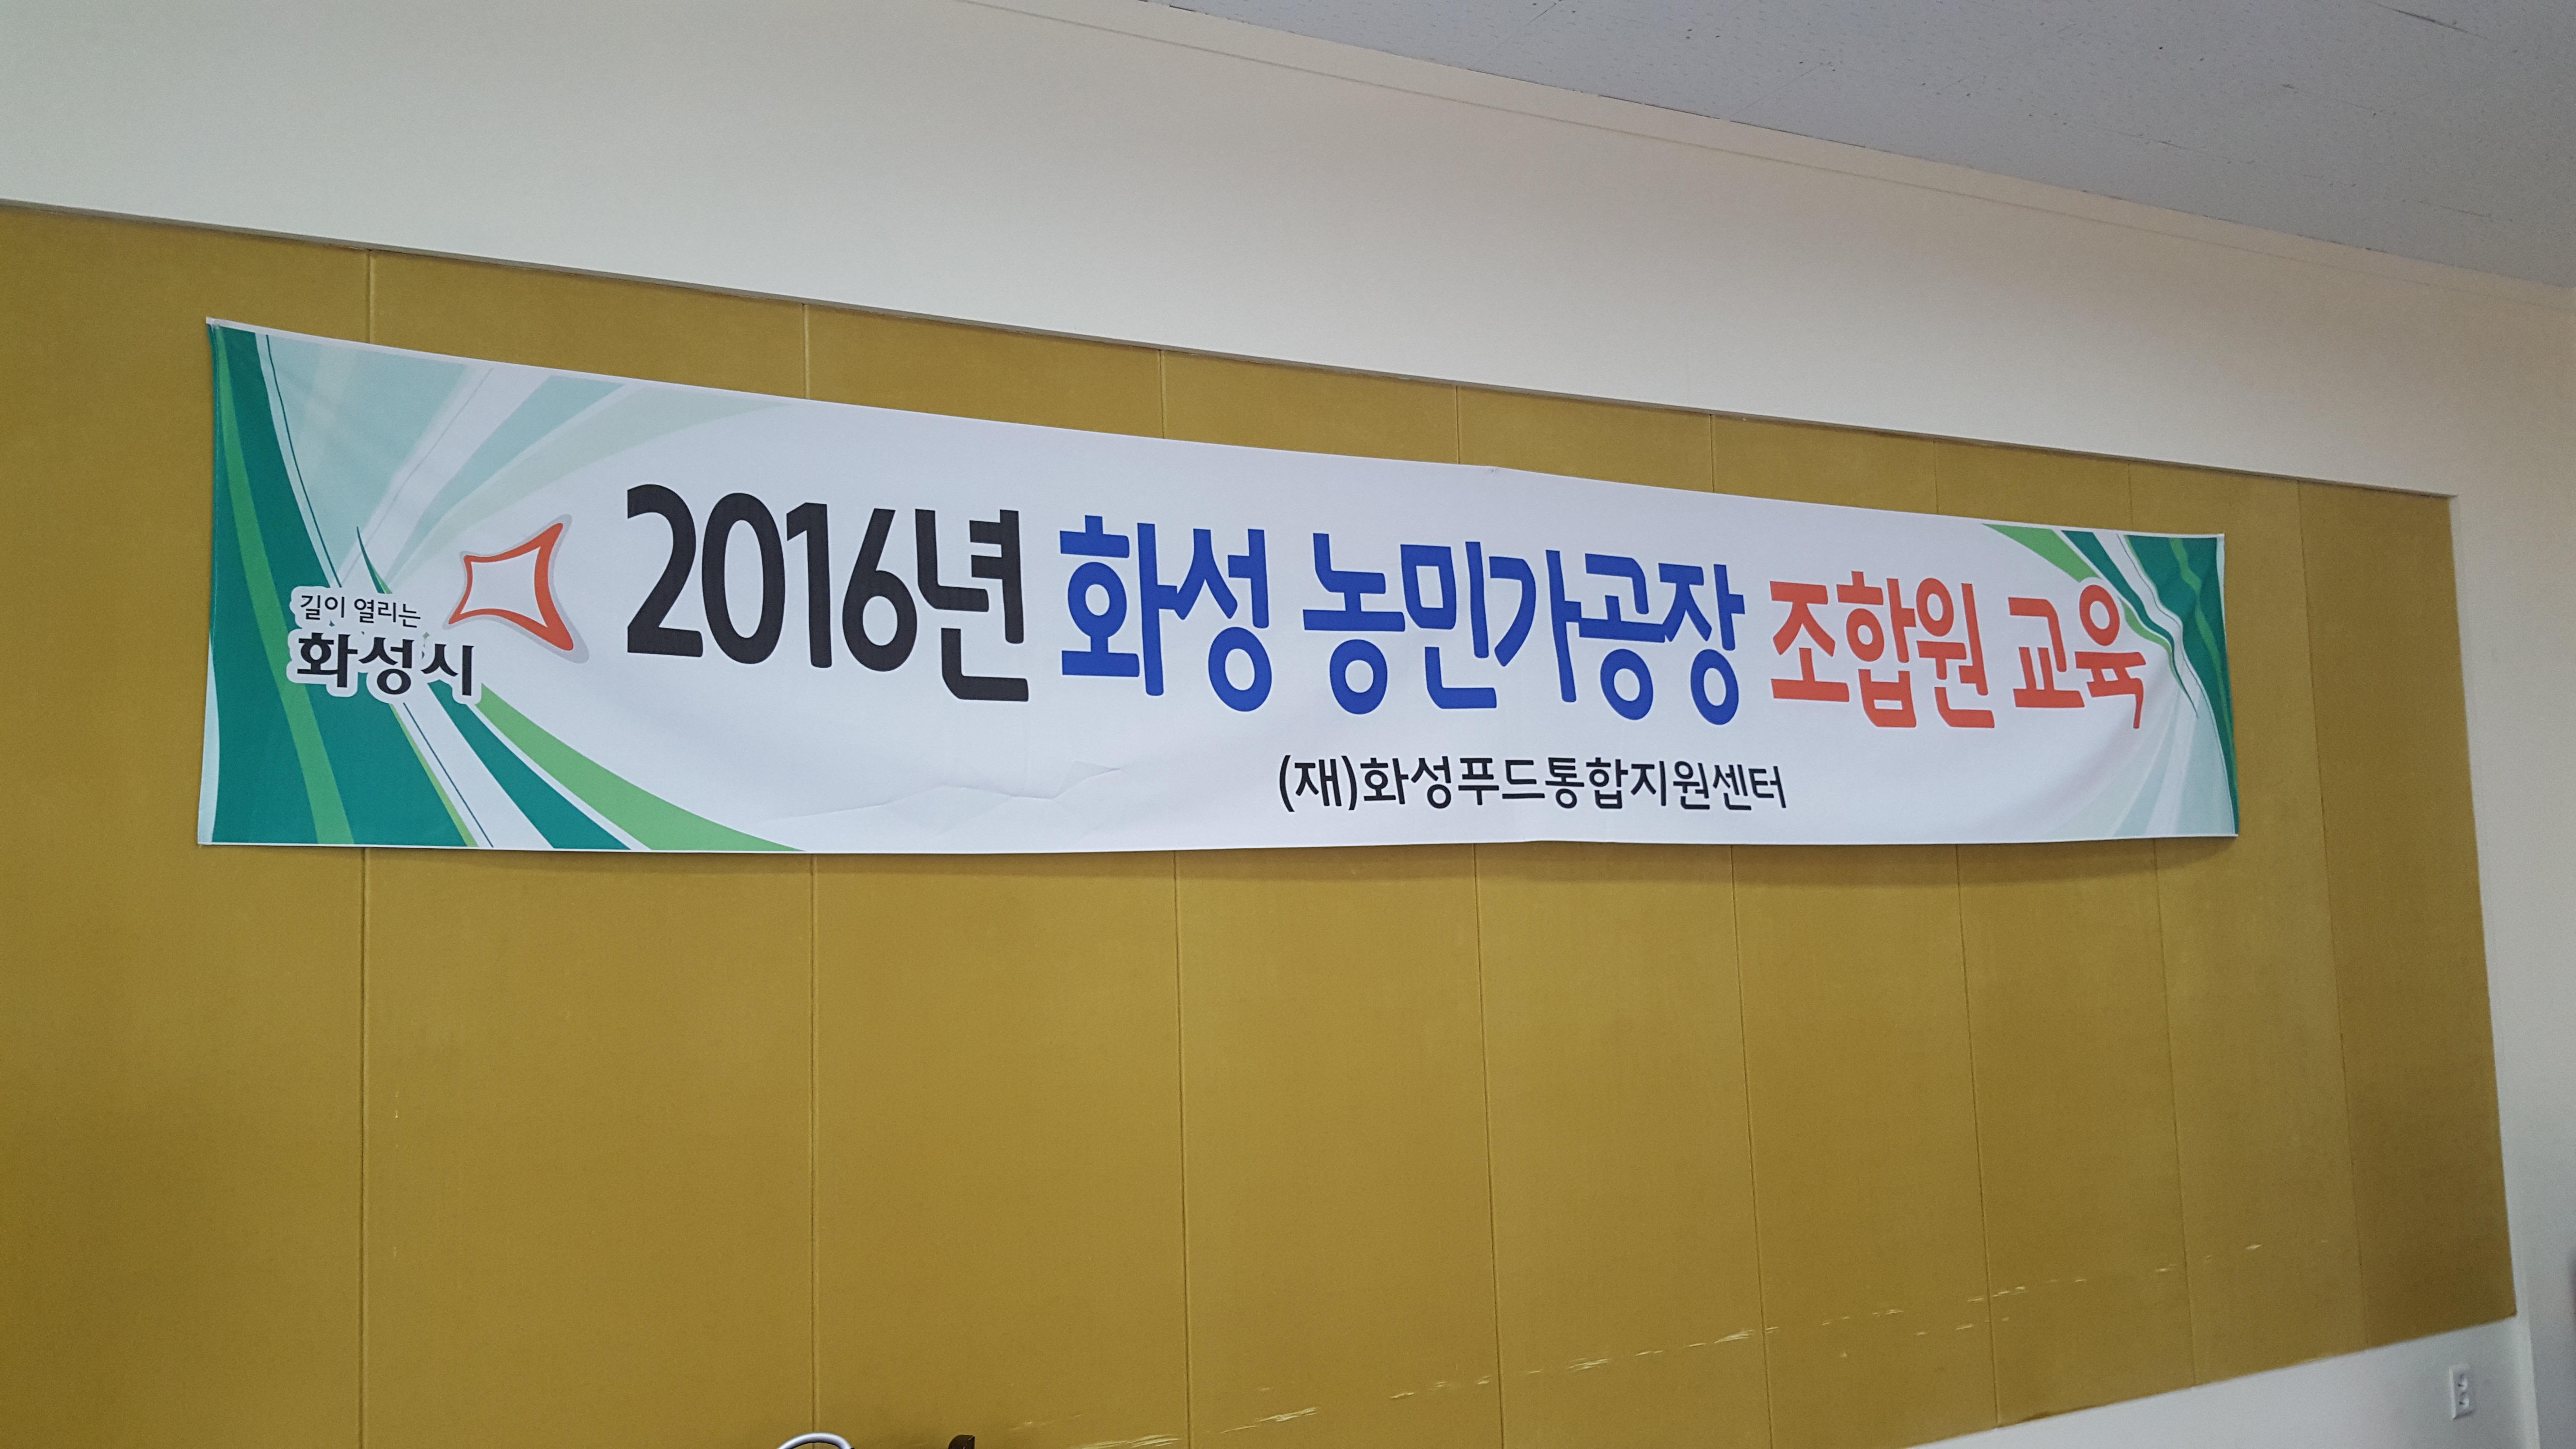 길이 열리는
화성시
2016년 화성 농민가공장 조합원 교육
(재)화성푸드통합지원센터